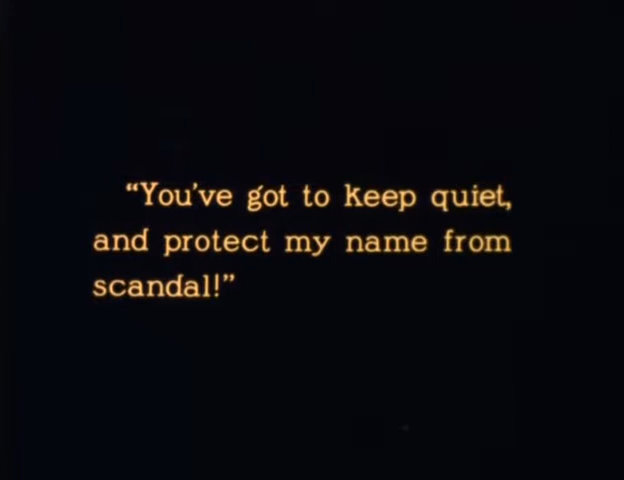 “You've got to keep quiet,
and protect my name from
scandal!”